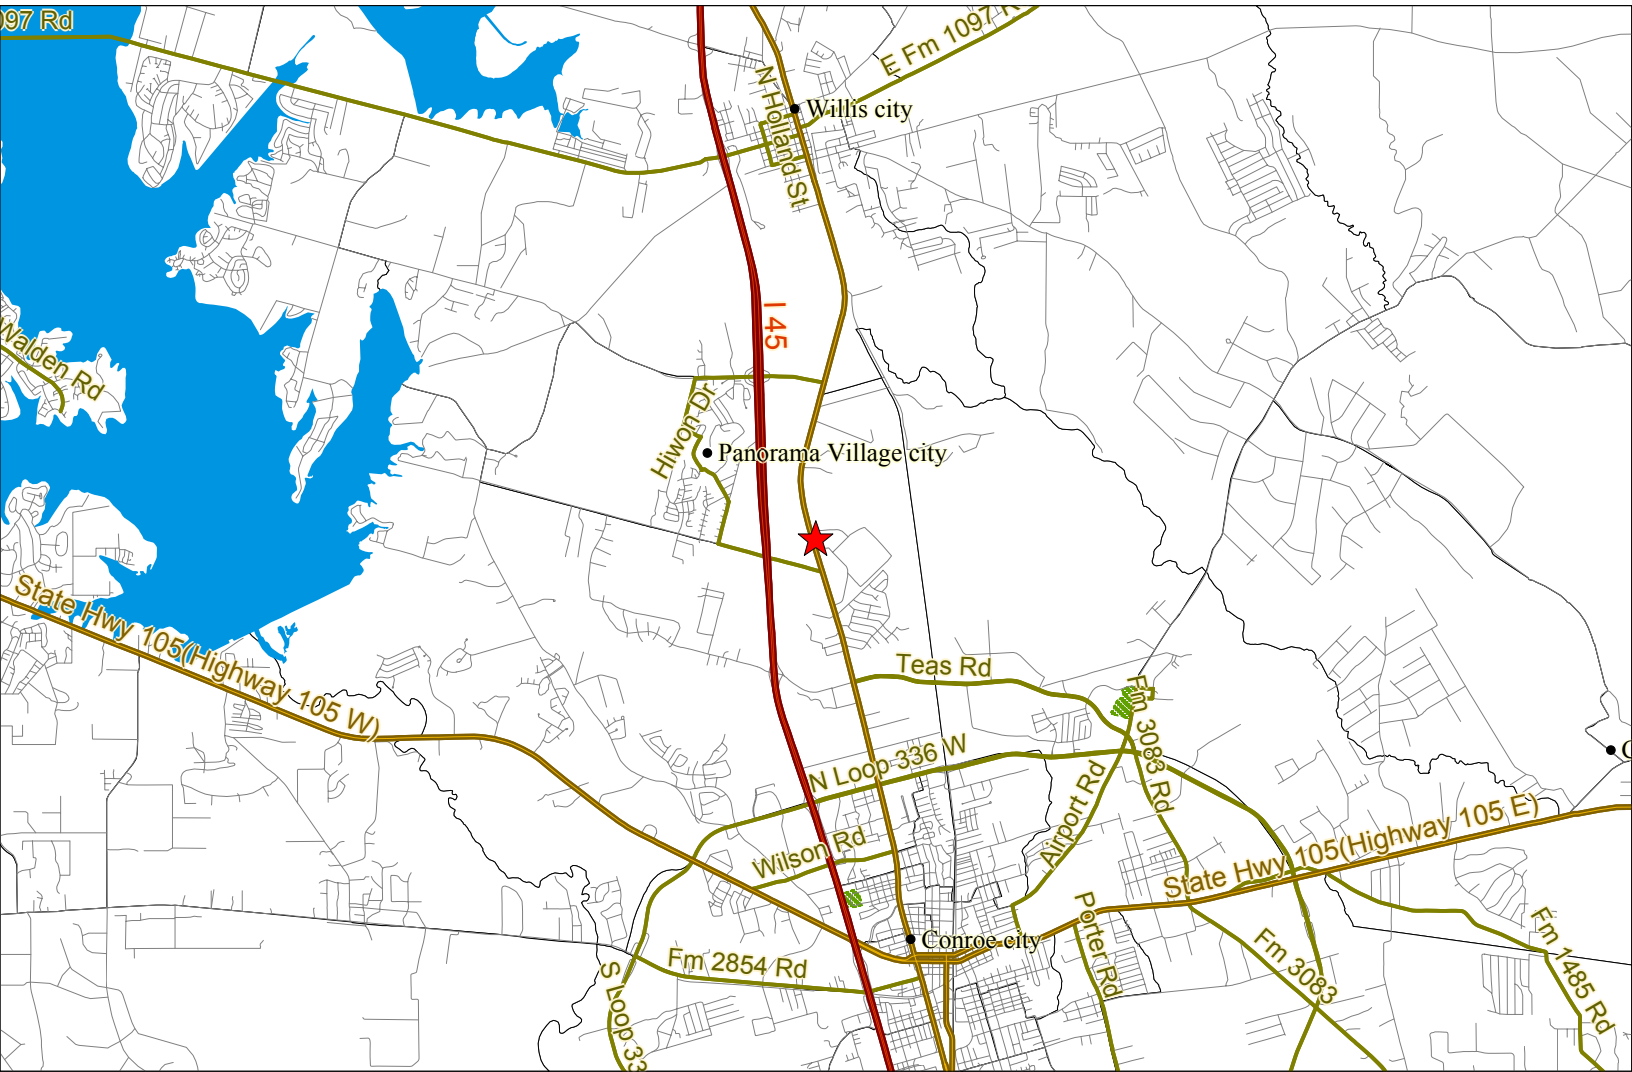 097 Rd
E Fm 1097 R
N Holland St
Willis city
I 45
Walden Rd
Hiwon Dr
Panorama Village city
State Hwy 105(Highway 105 W)
Teas Rd
Fm 3083 Rd
N Loop 336 W
Airport Rd
Wilson Rd
State Hwy 105(Highway 105 E)
C
Porter Rd
Conroe city
Fm 2854 Rd
S Loop 33
Fm 3083
Fm 1485 Rd